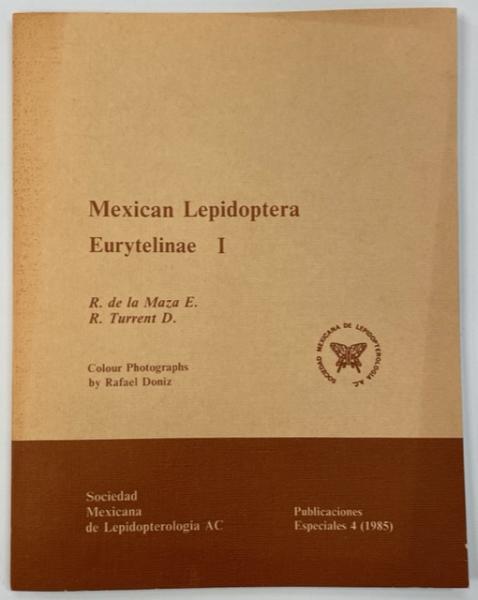 Mexican Lepidoptera
Eurytelinae I
R. de la Maza E.
R. Turrent D.
Colour Photographs
by Rafael Doniz
SOCIEDAD MEXICANA DE LEPIDOPTEROLOGIA A.C.
Sociedad
Mexicana
de Lepidopterología AC
Publicaciones
Especiales 4 (1985)